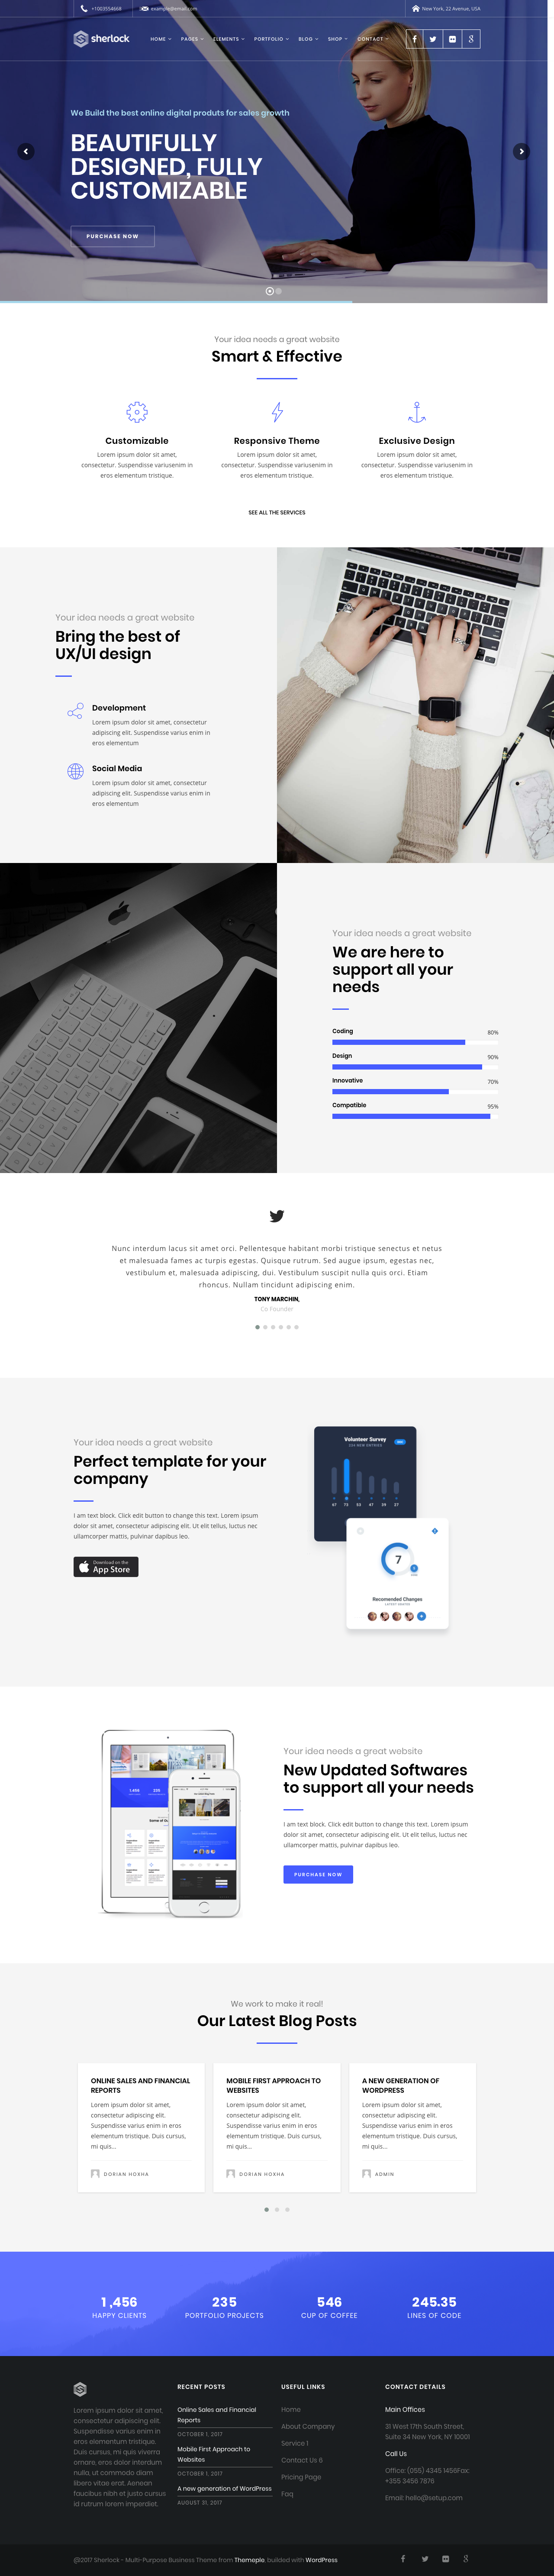 +1003554868
example@email.com
New York, 22 Avenue, USA
sherlock
HOME
PAGES
ELEMENTS
PORTFOLIO
BLOG
SHOP
CONTACT
We Build the best online digital produts for sales growth
BEAUTIFULLY
DESIGNED, FULLY
CUSTOMIZABLE
PURCHASE NOW
Your idea needs a great website
Smart & Effective
Customizable
Lorem ipsum dolor sit amet,
consectetur. Suspendisse variusenim in
eros elementum tristique.
Responsive Theme
Lorem ipsum dolor sit amet,
consectetur. Suspendisse variusenim in
eros elementum tristique.
Exclusive Design
Lorem ipsum dolor sit amet,
consectetur. Suspendisse variusenim in
eros elementum tristique.
SEE ALL THE SERVICES
Your idea needs a great website
Bring the best of
UX/UI design
Development
Lorem ipsum dolor sit amet, consectetur
adipiscing elit. Suspendisse varius enim in
eros elementum
Social Media
Lorem ipsum dolor sit amet, consectetur
adipiscing elit. Suspendisse varius enim in
eros elementum
Your idea needs a great website
We are here to
support all your
needs
Coding 80%
Design 90%
Innovative 70%
Compatible 95%
Nunc interdum lacus sit amet orci. Pellentesque habitant morbi tristique senectus et netus
et malesuada fames ac turpis egestas. Quisque rutrum. Sed augue ipsum, egestas nec,
vestibulum et, malesuada adipiscing, dui. Vestibulum suscipit nulla quis orci. Etiam
rhoncus. Nullam tincidunt adipiscing enim.
TONY MARCHIN,
Co Founder
Your idea needs a great website
Perfect template for your
company
I am text block. Click edit button to change this text. Lorem ipsum
dolor sit amet, consectetur adipiscing elit. Ut elit tellus, luctus nec
ullamcorper mattis, pulvinar dapibus leo.
Download on the
App Store
Volunteer Survey
234 NEW ENTRIES
67 73 53 47 39 27
7
Recomended Changes
LATEST UPDATES
Your idea needs a great website
New Updated Softwares
to support all your needs
I am text block. Click edit button to change this text. Lorem ipsum
dolor sit amet, consectetur adipiscing elit. Ut elit tellus, luctus nec
ullamcorper mattis, pulvinar dapibus leo.
PURCHASE NOW
We work to make it real!
Our Latest Blog Posts
ONLINE SALES AND FINANCIAL
REPORTS
Lorem ipsum dolor sit amet,
consectetur adipiscing elit.
Suspendisse varius enim in eros
elementum tristique. Duis cursus,
mi quis...
DORIAN HOXHA
MOBILE FIRST APPROACH TO
WEBSITES
Lorem ipsum dolor sit amet,
consectetur adipiscing elit.
Suspendisse varius enim in eros
elementum tristique. Duis cursus,
mi quis...
DORIAN HOXHA
A NEW GENERATION OF
WORDPRESS
Lorem ipsum dolor sit amet,
consectetur adipiscing elit.
Suspendisse varius enim in eros
elementum tristique. Duis cursus,
mi quis...
ADMIN
1,456
HAPPY CLIENTS
235
PORTFOLIO PROJECTS
546
CUP OF COFFEE
245.35
LINES OF CODE
Lorem ipsum dolor sit amet,
consectetur adipiscing elit.
Suspendisse varius enim in
eros elementum tristique.
Duis cursus, mi quis viverra
ornare, eros dolor interdum
nulla, ut commodo diam
libero vitae erat. Aenean
faucibus nibh et justo cursus
id rutrum lorem imperdiet.
RECENT POSTS
Online Sales and Financial
Reports
OCTOBER 1, 2017
Mobile First Approach to
Websites
OCTOBER 1, 2017
A new generation of WordPress
AUGUST 31, 2017
USEFUL LINKS
Home
About Company
Service 1
Contact Us 6
Pricing Page
Faq
CONTACT DETAILS
Main Offices
31 West 17th South Street,
Suite 34 New York, NY 10001
Call Us
Office: (055) 4345 1456Fax:
+355 3456 7876
Email: hello@setup.com
@2017 Sherlock - Multi-Purpose Business Theme from Themeple, builded with WordPress